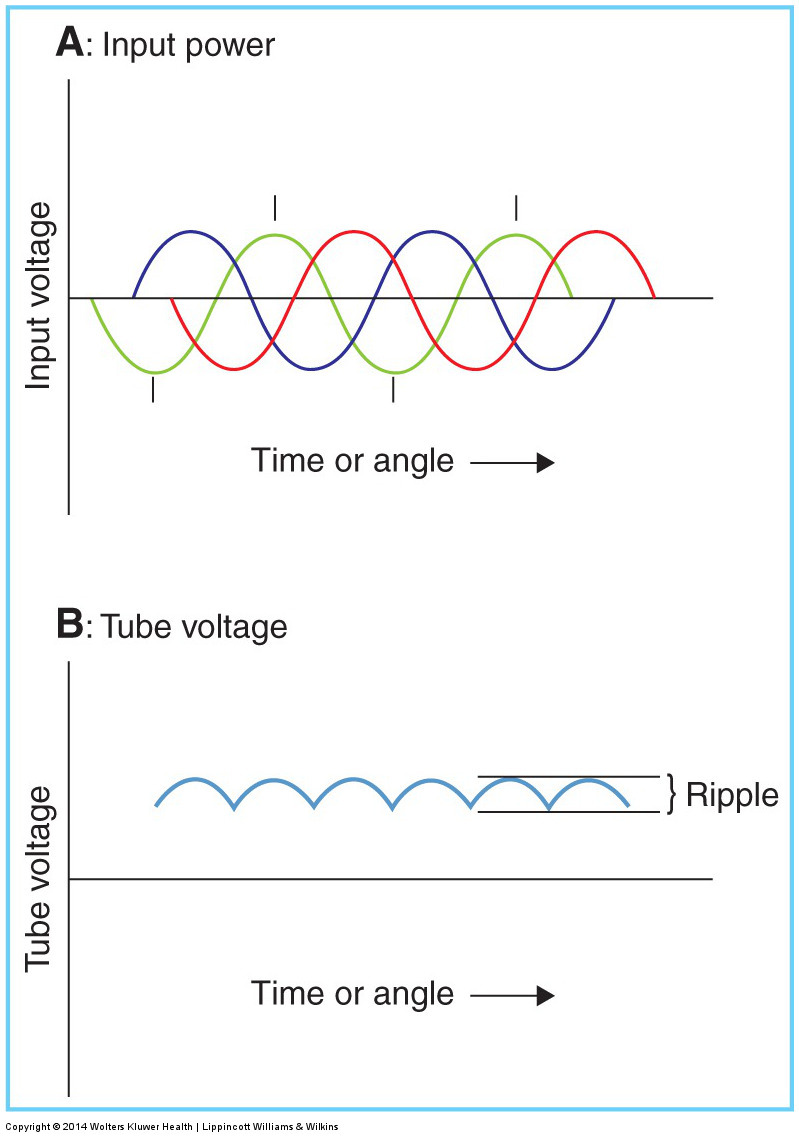 A: Input power
Input voltage
Time or angle
B: Tube voltage
Tube voltage
} Ripple
Time or angle
Copyright © 2014 Wolters Kluwer Health | Lippincott Williams & Wilkins